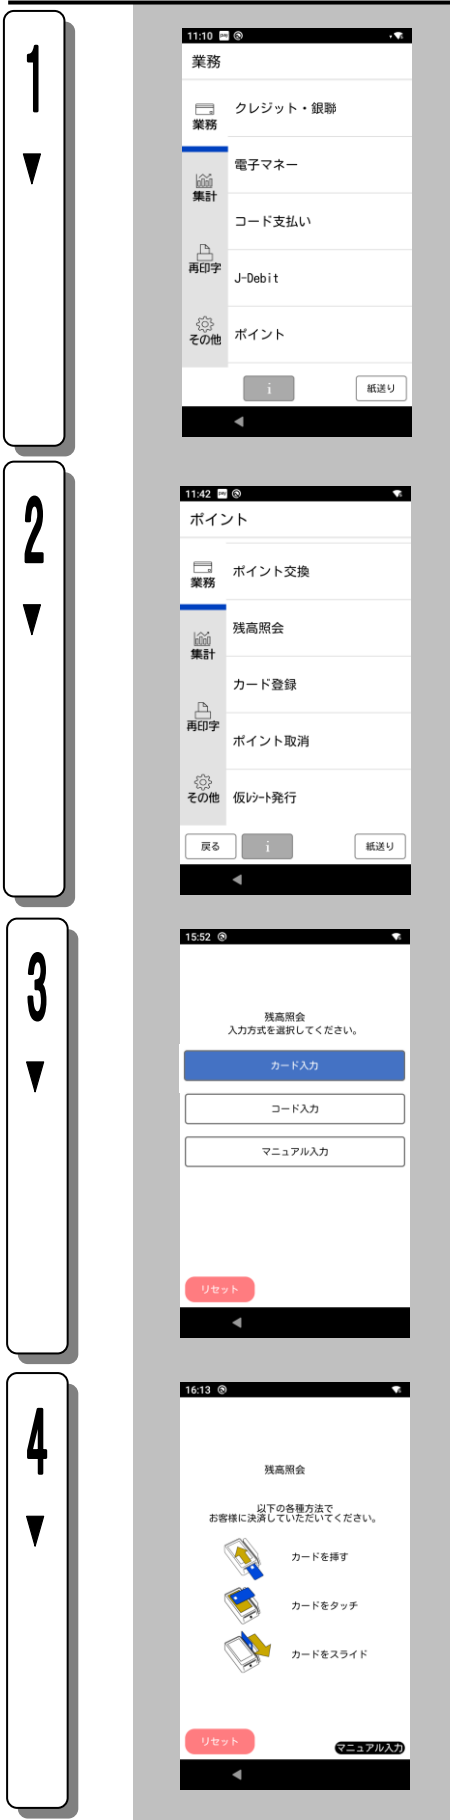 1
▼
11:10
業務
業務
クレジット・銀聯
電子マネー
集計
コード支払い
再印字
J-Debit
その他
ポイント
i
紙送り
2
▼
11:42
ポイント
業務
ポイント交換
残高照会
集計
カード登録
再印字
ポイント取消
その他
仮ﾚｼｰﾄ発行
戻る
i
紙送り
3
▼
15:52
残高照会
入力方式を選択してください。
カード入力
コード入力
マニュアル入力
リセット
4
▼
16:13
残高照会
以下の各種方法で
お客様に決済していただいてください。
カードを挿す
カードをタッチ
カードをスライド
リセット
マニュアル入力